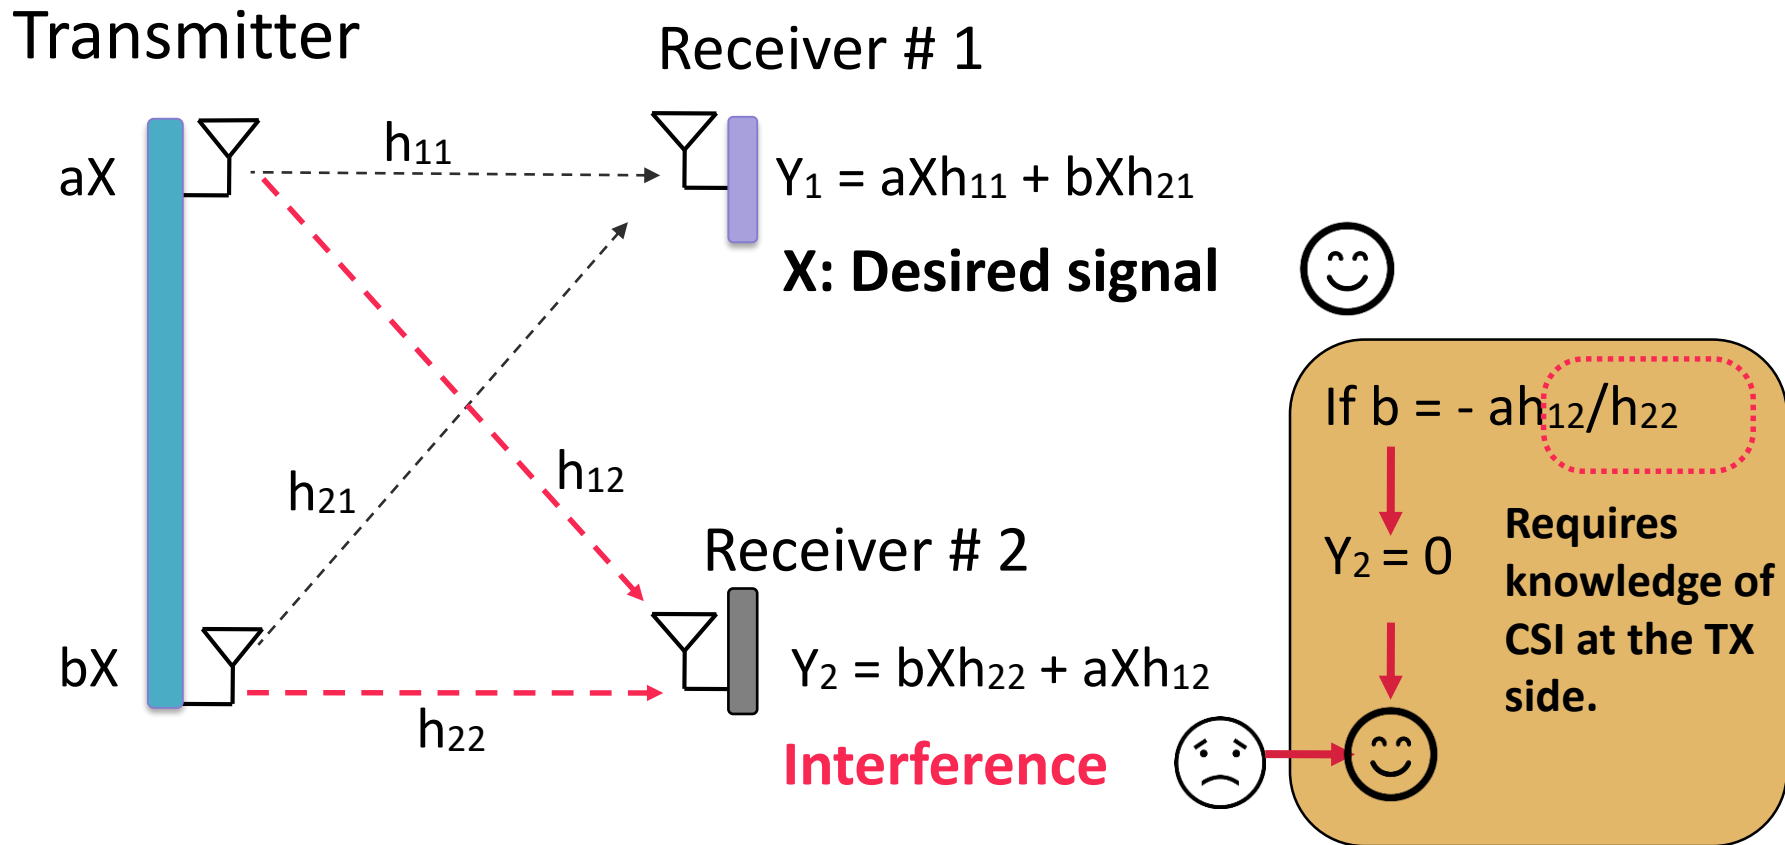 Transmitter
Receiver # 1
aX
h₁₁
Y₁ = aXh₁₁ + bXh₂₁
X: Desired signal
If b = - ah₁₂/h₂₂
h₁₂
h₂₁
Requires
knowledge of
CSI at the TX
side.
Y₂ = 0
Receiver # 2
bX
Y₂ = bXh₂₂ + aXh₁₂
h₂₂
Interference